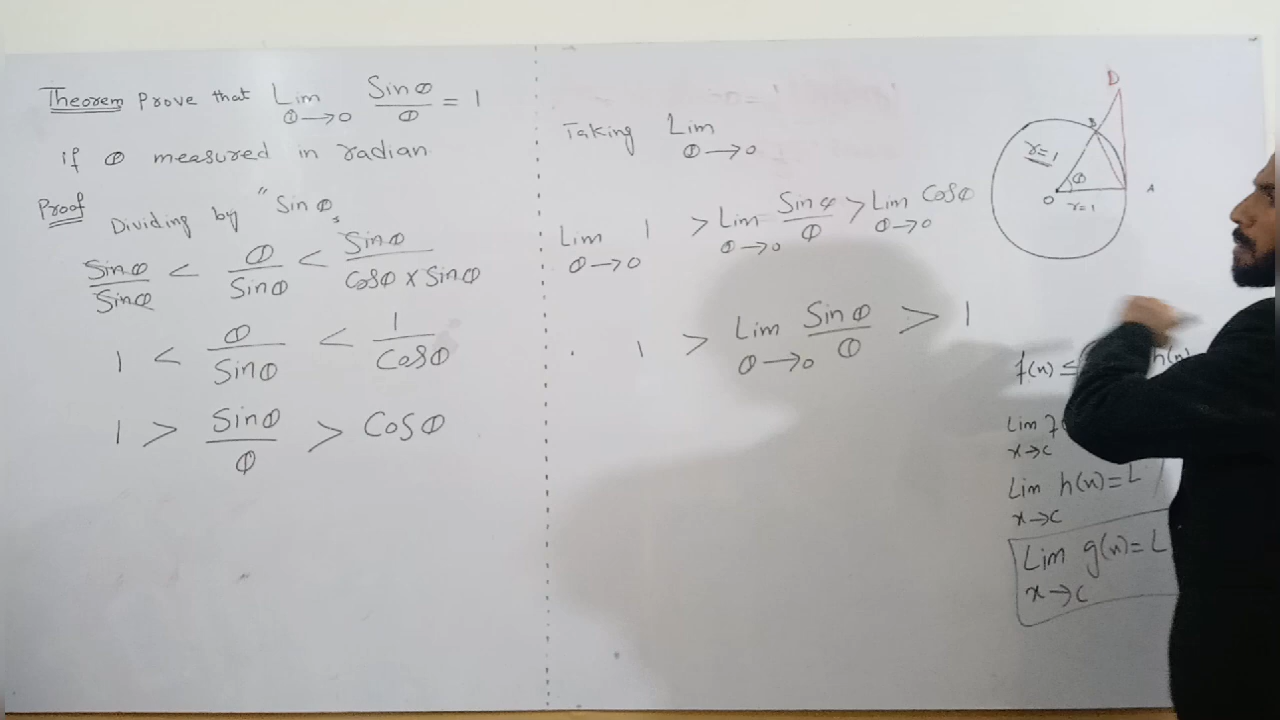 Theorem Prove that Lim Sinθ/θ = 1
θ→0
if θ measured in radian
Proof
Dividing by "Sinθ"
Sinθ/Sinθ < θ/Sinθ < Sinθ/Cosθ x Sinθ
1 < θ/Sinθ < 1/Cosθ
1 > Sinθ/θ > Cosθ
Taking Lim
θ→0
Lim 1 > Lim Sinθ/θ > Lim Cosθ
θ→0 θ→0 θ→0
1 > Lim Sinθ/θ > 1
θ→0
D
B
r=1
θ
O
r=1
A
f(x) ≤ h(x)
Lim f
x→c
Lim h(x)=L
x→c
Lim g(x)=L
x→c